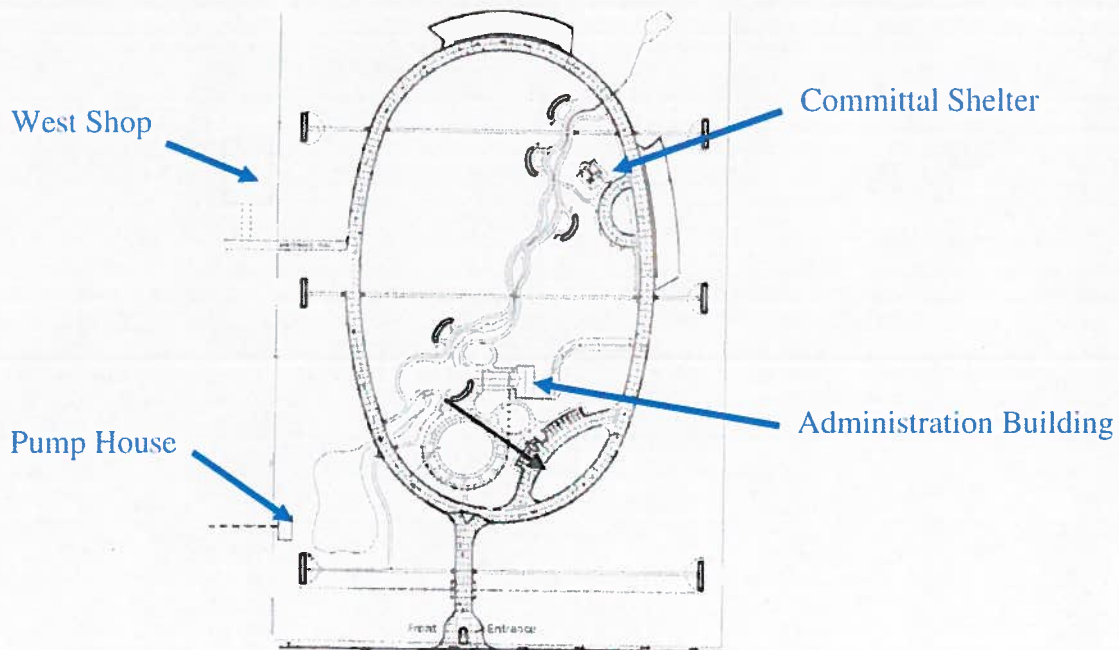 Committal Shelter
West Shop
Administration Building
Pump House
Front Entrance